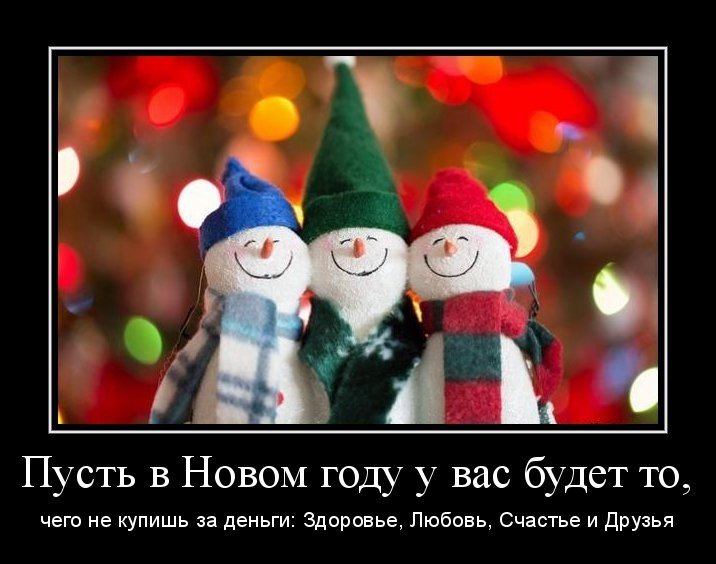 Пусть в Новом году у вас будет то,
чего не купишь за деньги: Здоровье, Любовь, Счастье и Друзья